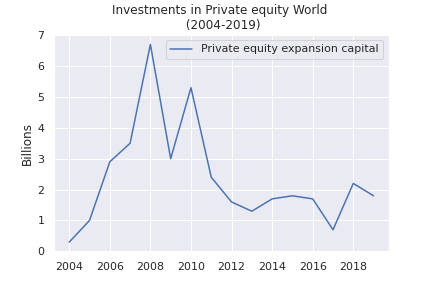 Investments in Private equity World
(2004-2019)
Private equity expansion capital
Billions
7
6
5
4
3
2
1
0
2004 2006 2008 2010 2012 2014 2016 2018